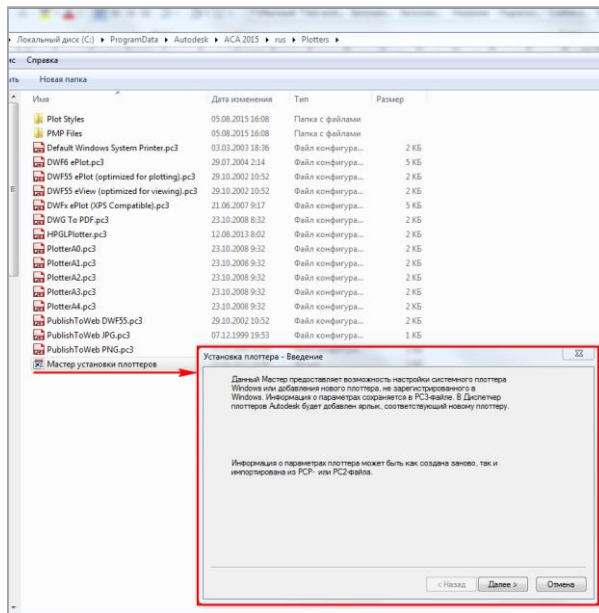 Локальный диск (C:) ▸ ProgramData ▸ Autodesk ▸ ACA 2015 ▸ rus ▸ Plotters ▸
Справка
Новая папка
Имя Дата изменения Тип Размер
Plot Styles 05.08.2015 16:08 Папка с файлами
PMP Files 05.08.2015 16:08 Папка с файлами
Default Windows System Printer.pc3 03.03.2003 18:36 Файл конфигура... 2 КБ
DWF6 ePlot.pc3 29.07.2004 2:14 Файл конфигура... 5 КБ
DWF55 ePlot (optimized for plotting).pc3 29.10.2002 10:52 Файл конфигура... 2 КБ
DWF55 eView (optimized for viewing).pc3 29.10.2002 10:52 Файл конфигура... 2 КБ
DWFx ePlot (XPS Compatible).pc3 21.06.2007 9:17 Файл конфигура... 5 КБ
DWG To PDF.pc3 23.10.2008 8:32 Файл конфигура... 2 КБ
HPGLPlotter.pc3 12.08.2013 8:02 Файл конфигура... 2 КБ
PlotterA0.pc3 23.10.2008 9:32 Файл конфигура... 2 КБ
PlotterA1.pc3 23.10.2008 9:32 Файл конфигура... 2 КБ
PlotterA2.pc3 23.10.2008 9:32 Файл конфигура... 2 КБ
PlotterA3.pc3 23.10.2008 9:32 Файл конфигура... 2 КБ
PlotterA4.pc3 23.10.2008 9:32 Файл конфигура... 2 КБ
PublishToWeb DWF55.pc3 29.10.2002 10:52 Файл конфигура... 2 КБ
PublishToWeb JPG.pc3 07.12.1999 19:53 Файл конфигура... 1 КБ
PublishToWeb PNG.pc3
Мастер установки плоттеров
Установка плоттера - Введение
Данный Мастер предоставляет возможность настройки системного плоттера
Windows или добавления нового плоттера, не зарегистрированного в
Windows. Информация о параметрах сохраняется в PC3-файле. В Диспетчер
плоттеров Autodesk будет добавлен ярлык, соответствующий новому плоттеру.
Информация о параметрах плоттера может быть как создана заново, так и
импортирована из PCP- или PC2-файла.
< Назад Далее > Отмена